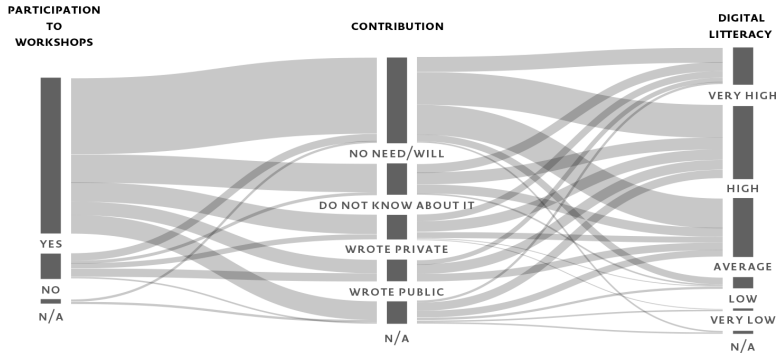 PARTICIPATION
TO
WORKSHOPS
YES
NO
N/A
CONTRIBUTION
NO NEED/WILL
DO NOT KNOW ABOUT IT
WROTE PRIVATE
WROTE PUBLIC
N/A
DIGITAL
LITTERACY
VERY HIGH
HIGH
AVERAGE
LOW
VERY LOW
N/A